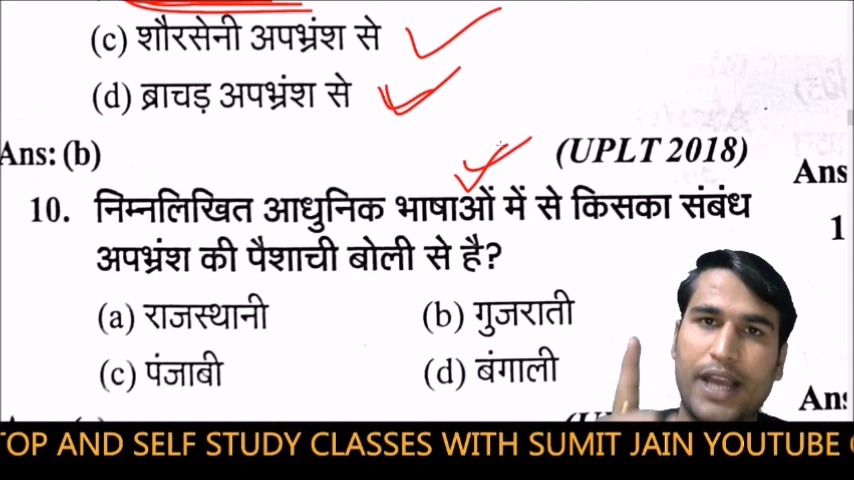 (c) शौरसेनी अपभ्रंश से
(d) ब्राचड़ अपभ्रंश से
Ans: (b)
(UPLT 2018)
10. निम्नलिखित आधुनिक भाषाओं में से किसका संबंध
अपभ्रंश की पैशाची बोली से है?
(a) राजस्थानी (b) गुजराती
(c) पंजाबी (d) बंगाली
Ans
1
Ans
TOP AND SELF STUDY CLASSES WITH SUMIT JAIN YOUTUBE